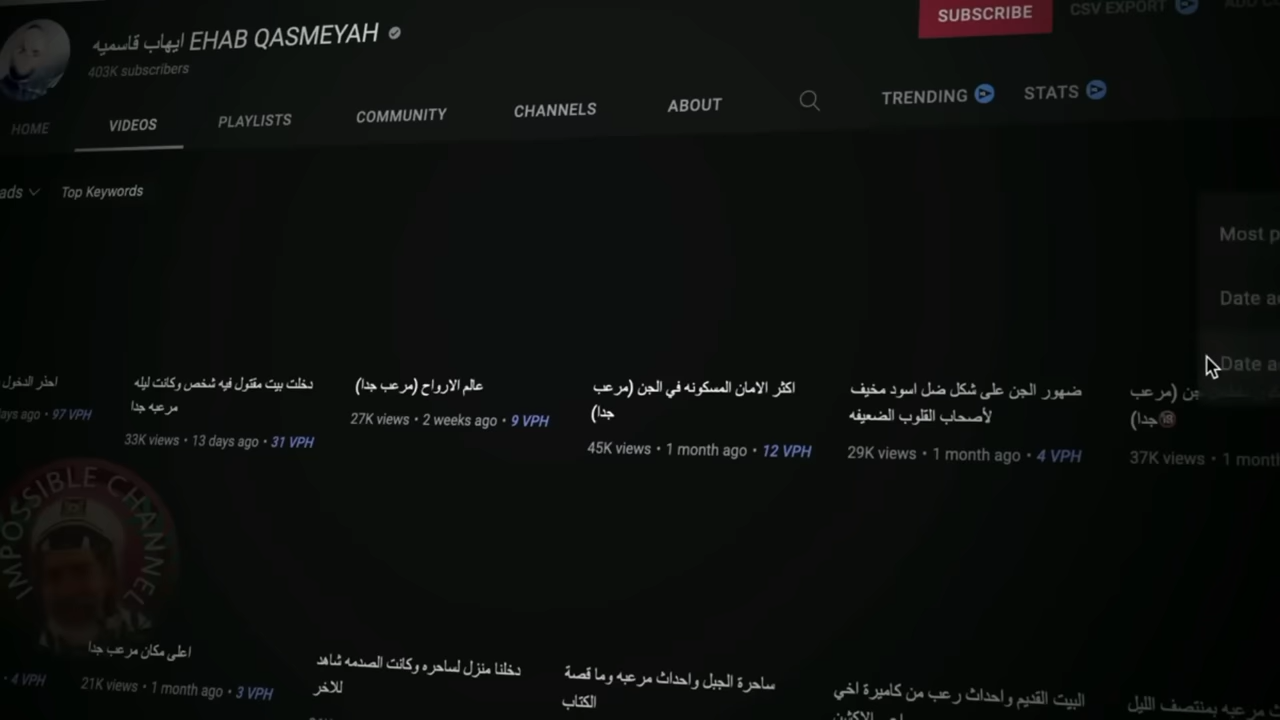 ايهاب قاسميه EHAB QASMEYAH
403K subscribers
SUBSCRIBE
CSV EXPORT
HOME
VIDEOS
PLAYLISTS
COMMUNITY
CHANNELS
ABOUT
TRENDING
STATS
Top Keywords
Most
Date
Date
احذر الدخول
ago • 97 VPH
دخلت بيت مقتول فيه شخص وكانت ليله
مرعبه جدا
33K views • 13 days ago • 31 VPH
عالم الارواح (مرعب جدا)
27K views • 2 weeks ago • 9 VPH
اكثر الامان المسكونه في الجن (مرعب
جدا)
45K views • 1 month ago • 12 VPH
ضهور الجن على شكل ضل اسود مخيف
لأصحاب القلوب الضعيفه
29K views • 1 month ago • 4 VPH
جن (مرعب
جدا)
37K views • 1 month
IMPOSSIBLE CHANNEL
• 4 VPH
اعلى مكان مرعب جدا
21K views • 1 month ago • 3 VPH
دخلنا منزل لساحره وكانت الصدمه شاهد
للاخر
ساحرة الجبل واحداث مرعبه وما قصة
الكتاب
البيت القديم واحداث رعب من كاميرة اخي
مرعبه بمنتصف الليل